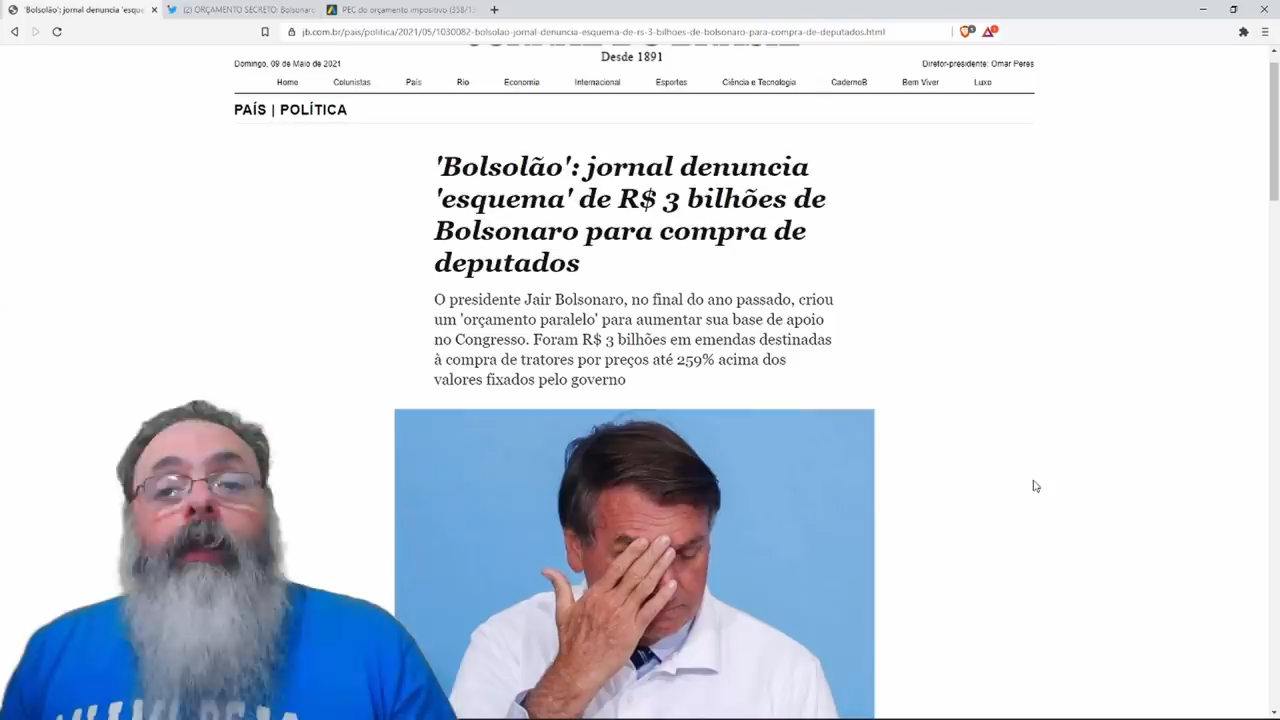 'Bolsolão': jornal denuncia 'esque
(2) ORÇAMENTO SECRETO: Bolsonaro
PEC do orçamento impositivo (358/13
jb.com.br/pais/politica/2021/05/1030082-bolsolao-jornal-denuncia-esquema-de-rs-3-bilhoes-de-bolsonaro-para-compra-de-deputados.html
Desde 1891
Domingo, 09 de Maio de 2021
Diretor-presidente: Omar Peres
Home Colunistas País Rio Economia Internacional Esportes Ciência e Tecnologia CadernoB Bem Viver Luxo
PAÍS | POLÍTICA
'Bolsolão': jornal denuncia
'esquema' de R$ 3 bilhões de
Bolsonaro para compra de
deputados
O presidente Jair Bolsonaro, no final do ano passado, criou
um 'orçamento paralelo' para aumentar sua base de apoio
no Congresso. Foram R$ 3 bilhões em emendas destinadas
à compra de tratores por preços até 259% acima dos
valores fixados pelo governo